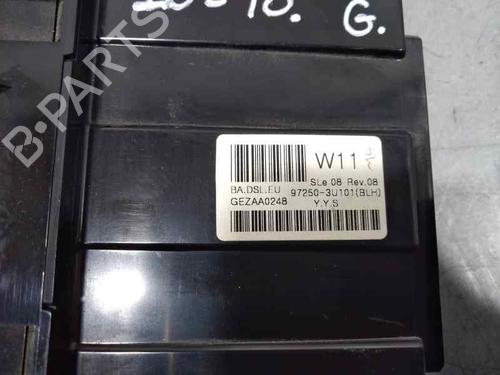 G.
B-PARTS
W11
SLe 08 Rev.08
BA.DSL.EU 97250-3U101(BLH)
GEZAA0248 Y.Y.S